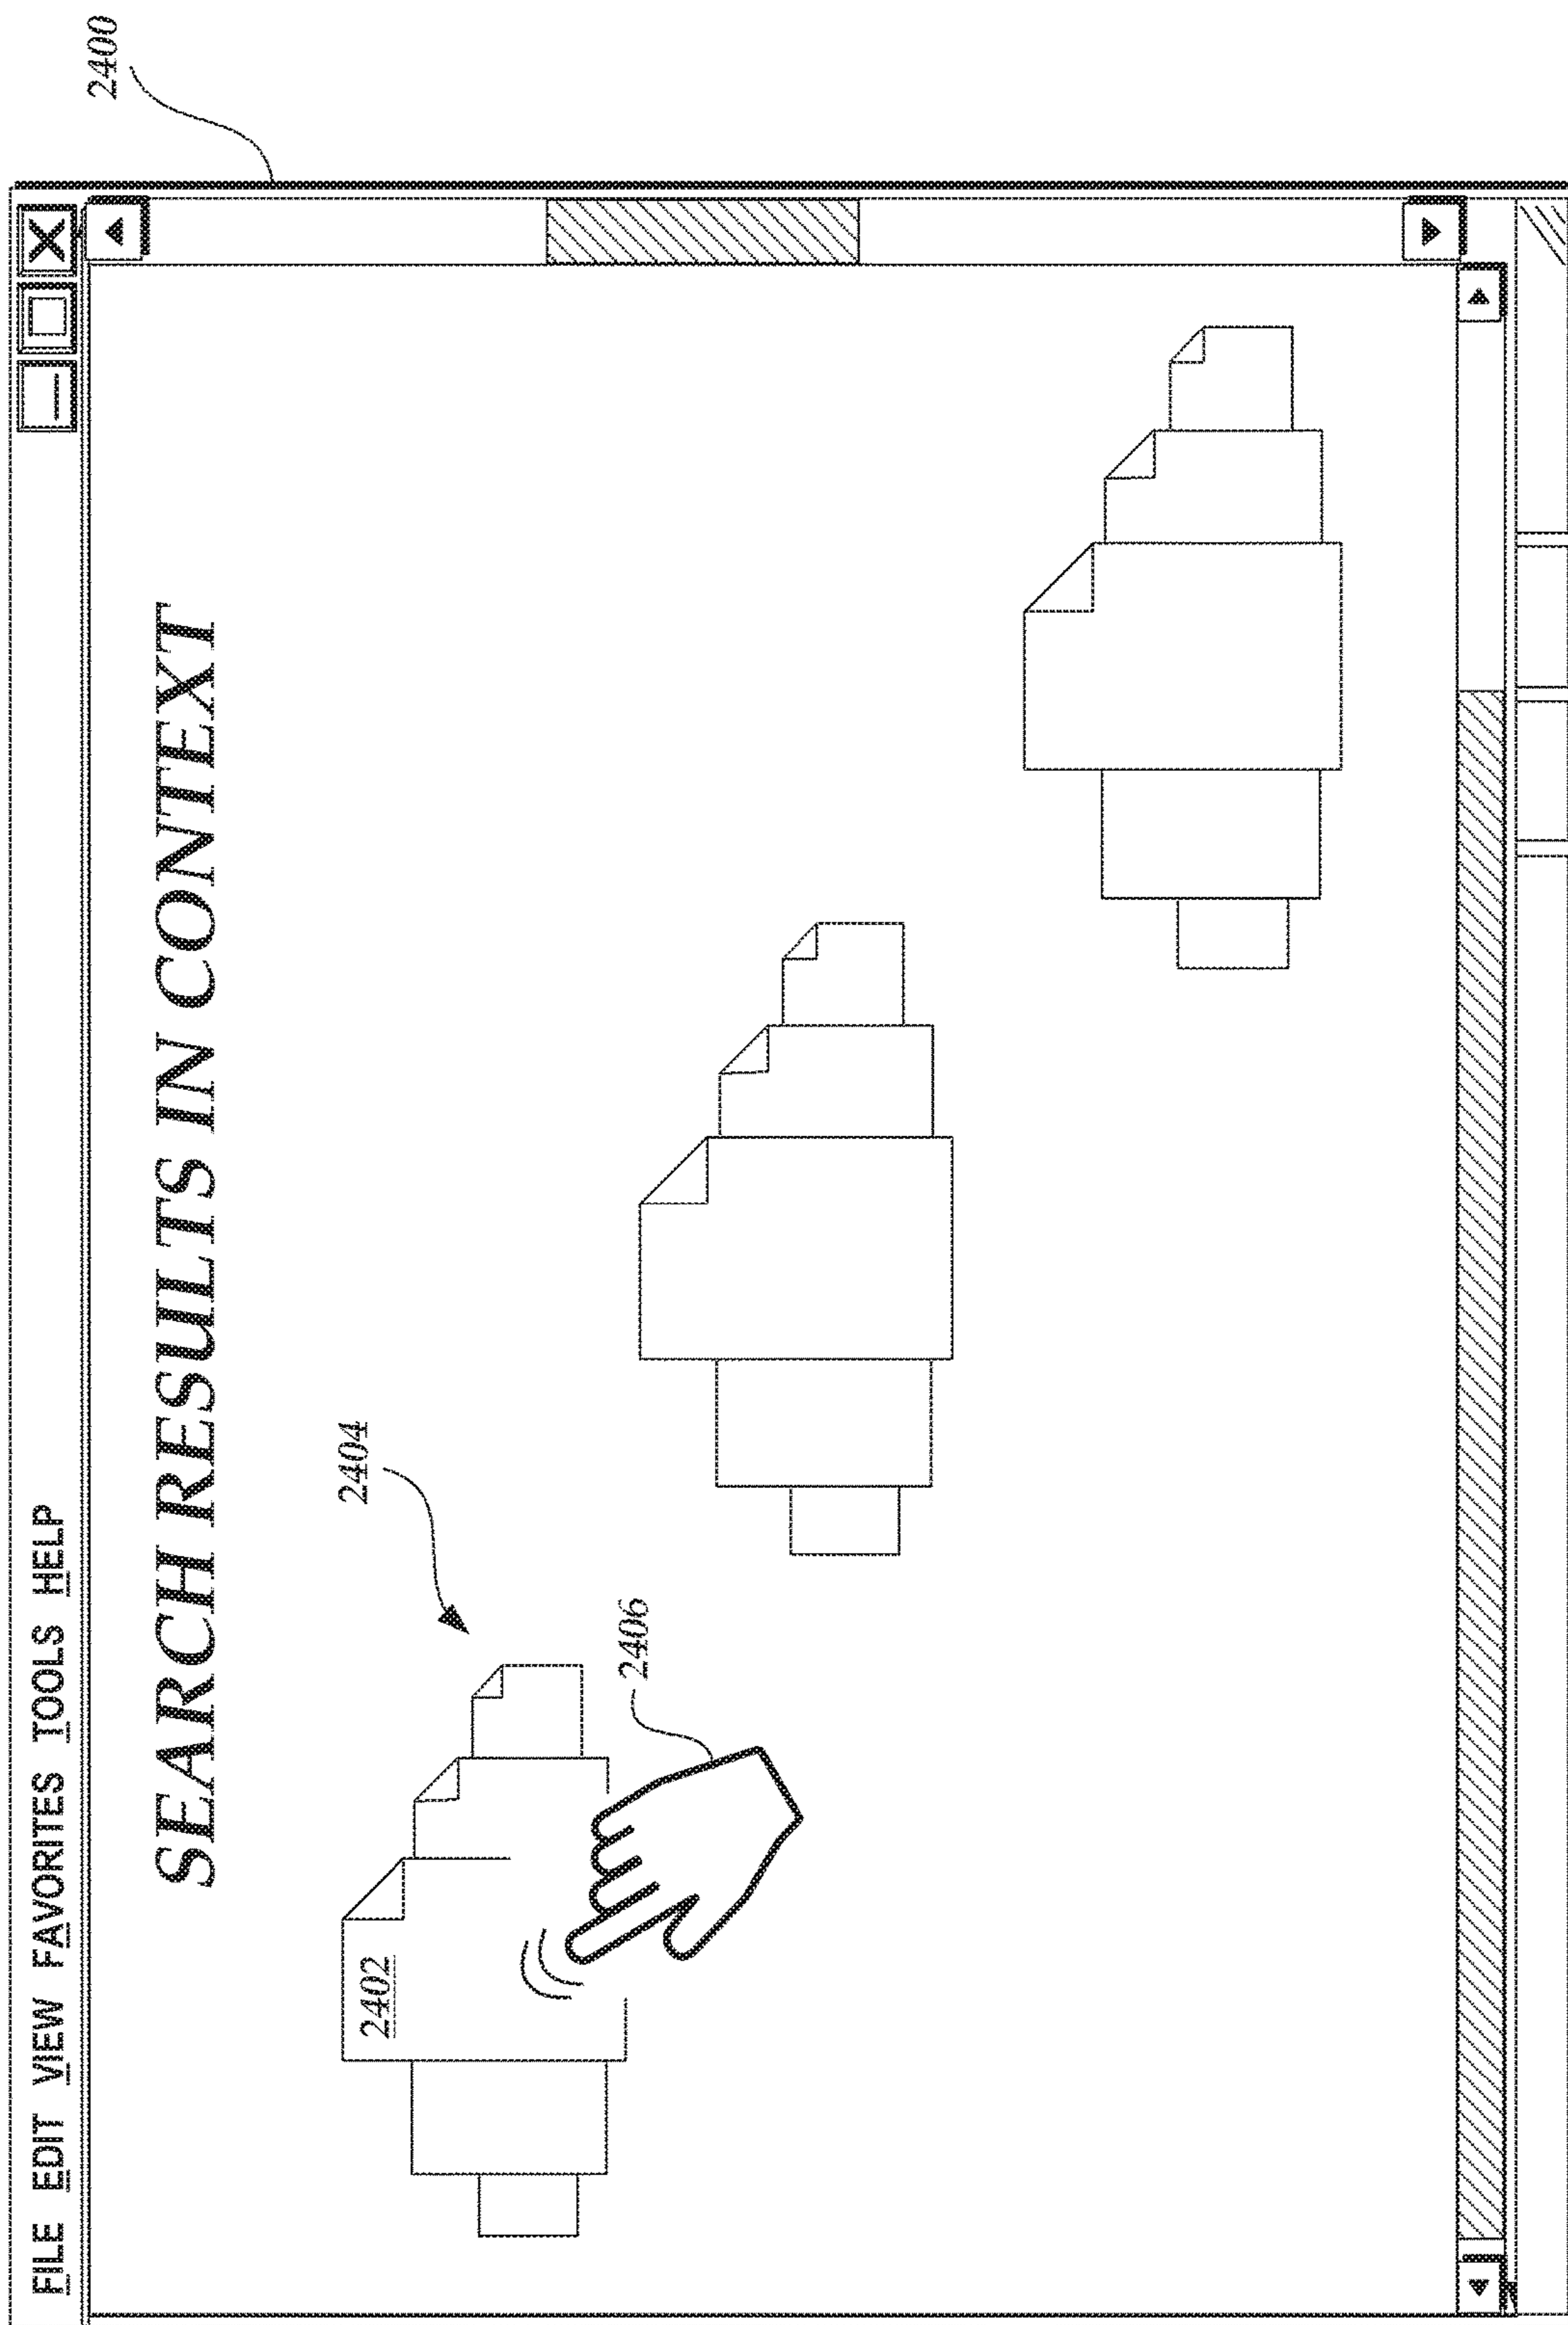 2400
FILE EDIT VIEW FAVORITES TOOLS HELP
SEARCH RESULTS IN CONTEXT
2404
2402
2406